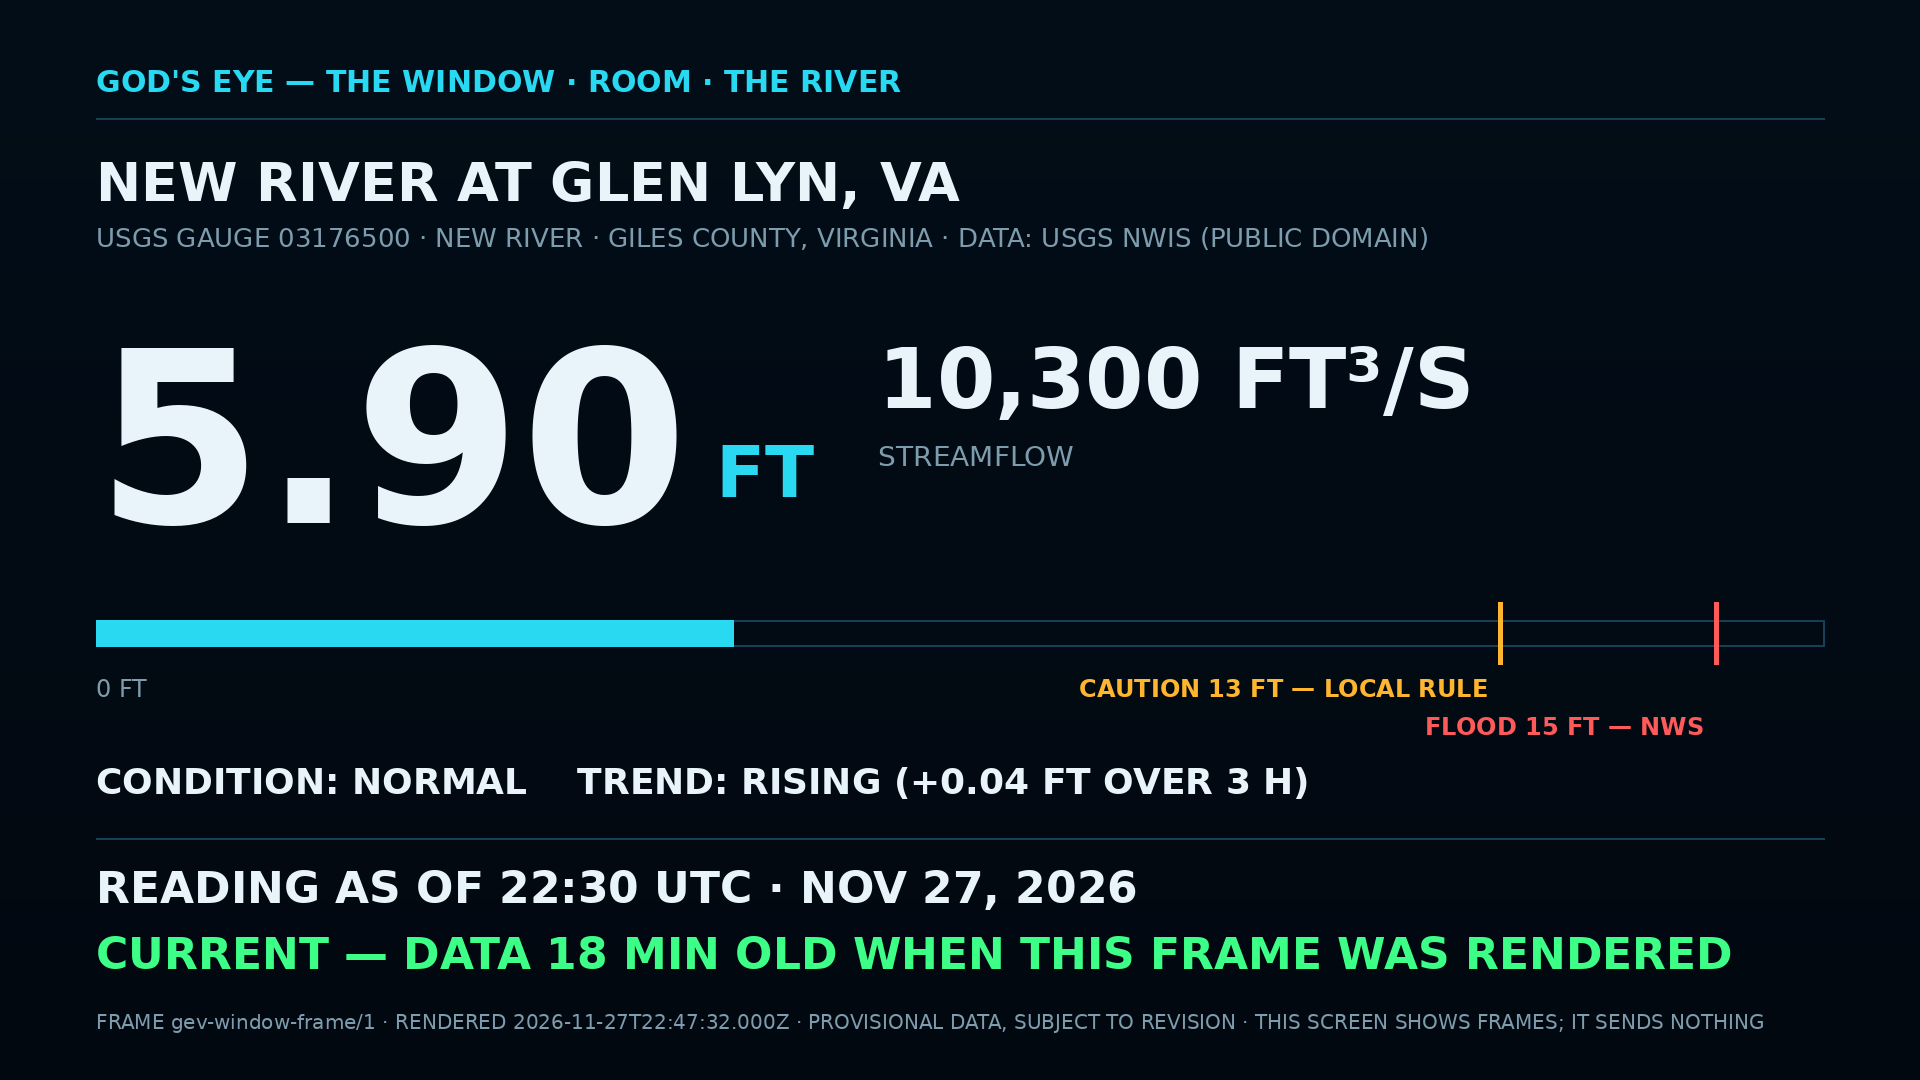 GOD'S EYE — THE WINDOW · ROOM · THE RIVER
NEW RIVER AT GLEN LYN, VA
USGS GAUGE 03176500 · NEW RIVER · GILES COUNTY, VIRGINIA · DATA: USGS NWIS (PUBLIC DOMAIN)
5.90 FT
10,300 FT³/S
STREAMFLOW
0 FT
CAUTION 13 FT — LOCAL RULE
FLOOD 15 FT — NWS
CONDITION: NORMAL TREND: RISING (+0.04 FT OVER 3 H)
READING AS OF 22:30 UTC · NOV 27, 2026
CURRENT — DATA 18 MIN OLD WHEN THIS FRAME WAS RENDERED
FRAME gev-window-frame/1 · RENDERED 2026-11-27T22:47:32.000Z · PROVISIONAL DATA, SUBJECT TO REVISION · THIS SCREEN SHOWS FRAMES; IT SENDS NOTHING